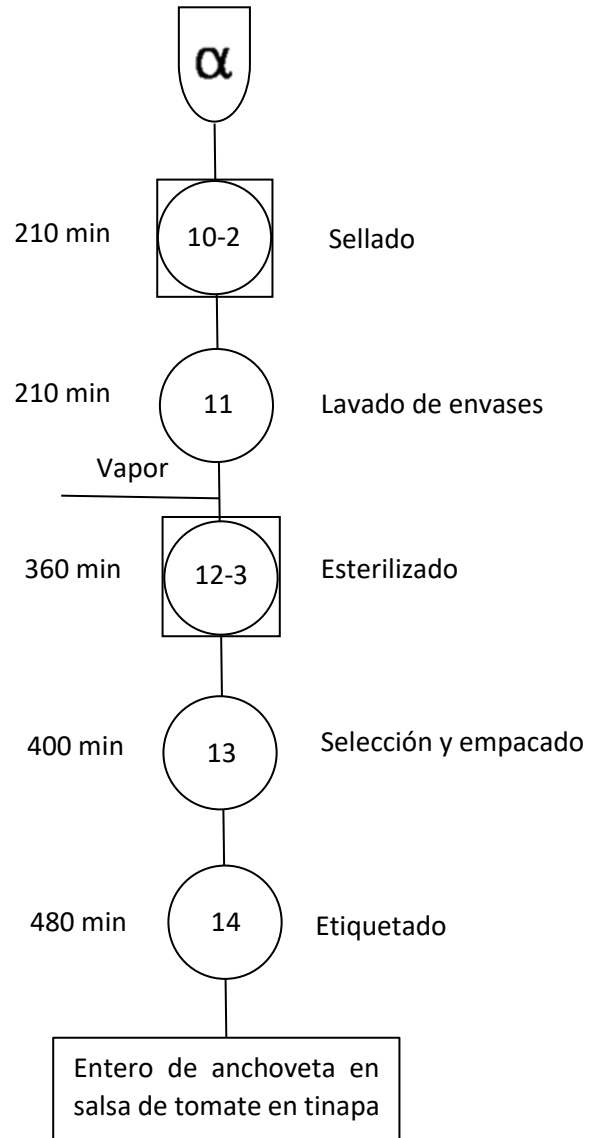 α
210 min 10-2 Sellado
210 min 11 Lavado de envases
Vapor
360 min 12-3 Esterilizado
400 min 13 Selección y empacado
480 min 14 Etiquetado
Entero de anchoveta en
salsa de tomate en tinapa